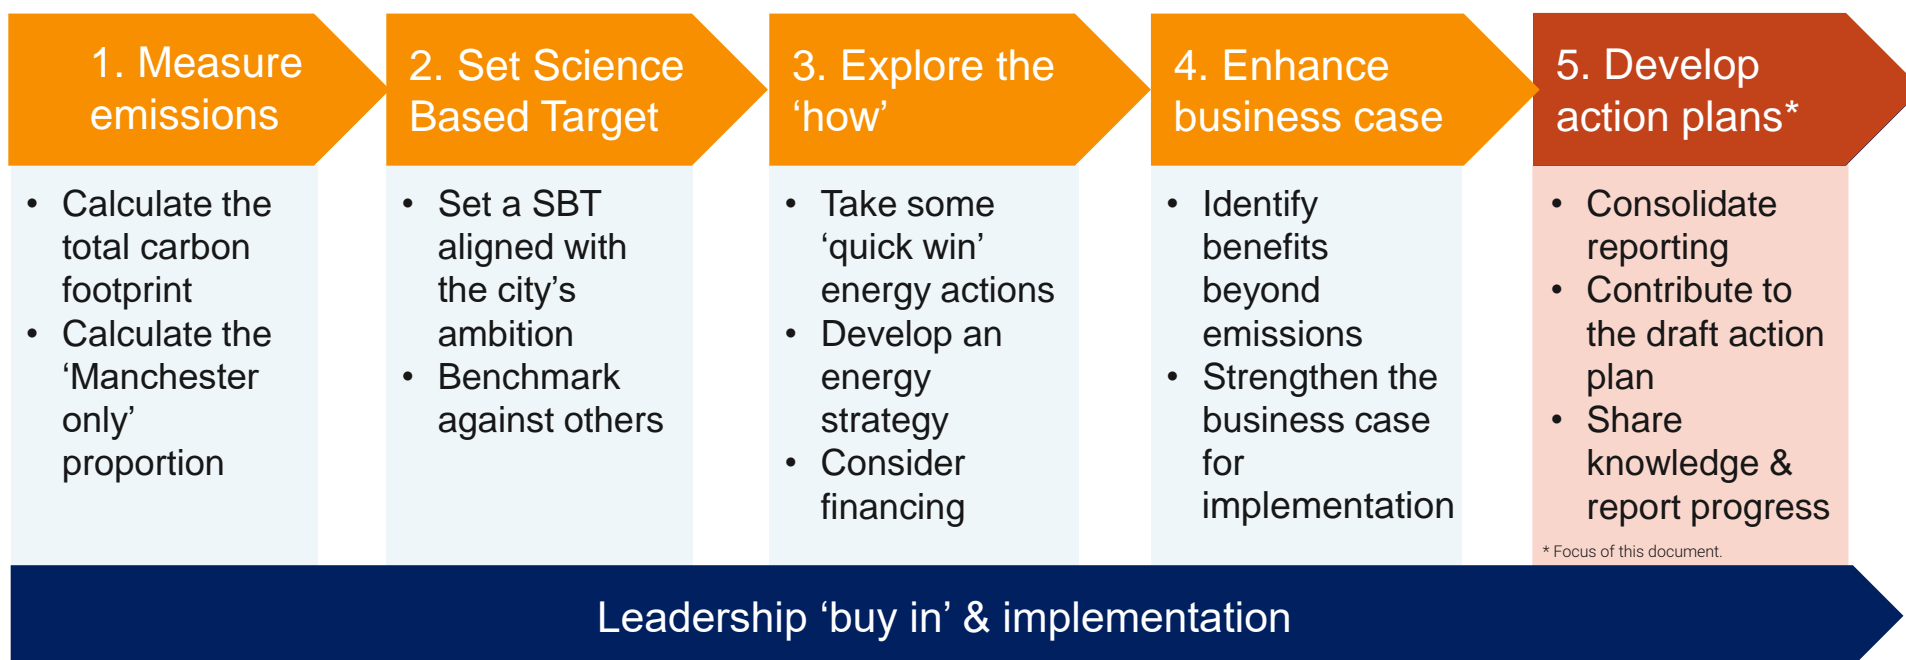 1. Measure
emissions
• Calculate the
total carbon
footprint
• Calculate the
‘Manchester
only’
proportion
2. Set Science
Based Target
• Set a SBT
aligned with
the city’s
ambition
• Benchmark
against others
3. Explore the
‘how’
• Take some
‘quick win’
energy actions
• Develop an
energy
strategy
• Consider
financing
4. Enhance
business case
• Identify
benefits
beyond
emissions
• Strengthen the
business case
for
implementation
5. Develop
action plans*
• Consolidate
reporting
• Contribute to
the draft action
plan
• Share
knowledge &
report progress
* Focus of this document.
Leadership ‘buy in’ & implementation